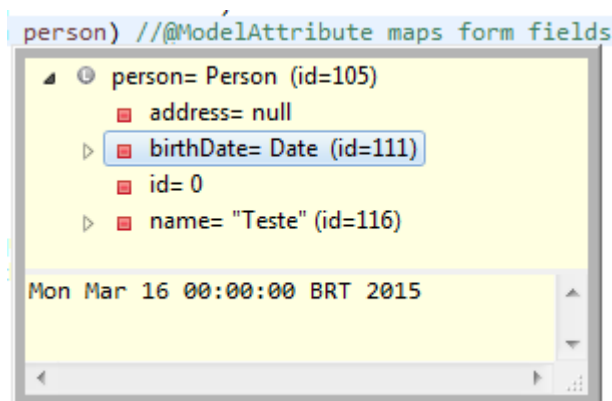 person) //@ModelAttribute maps form fields
person= Person (id=105)
address= null
birthDate= Date (id=111)
id= 0
name= "Teste" (id=116)
Mon Mar 16 00:00:00 BRT 2015